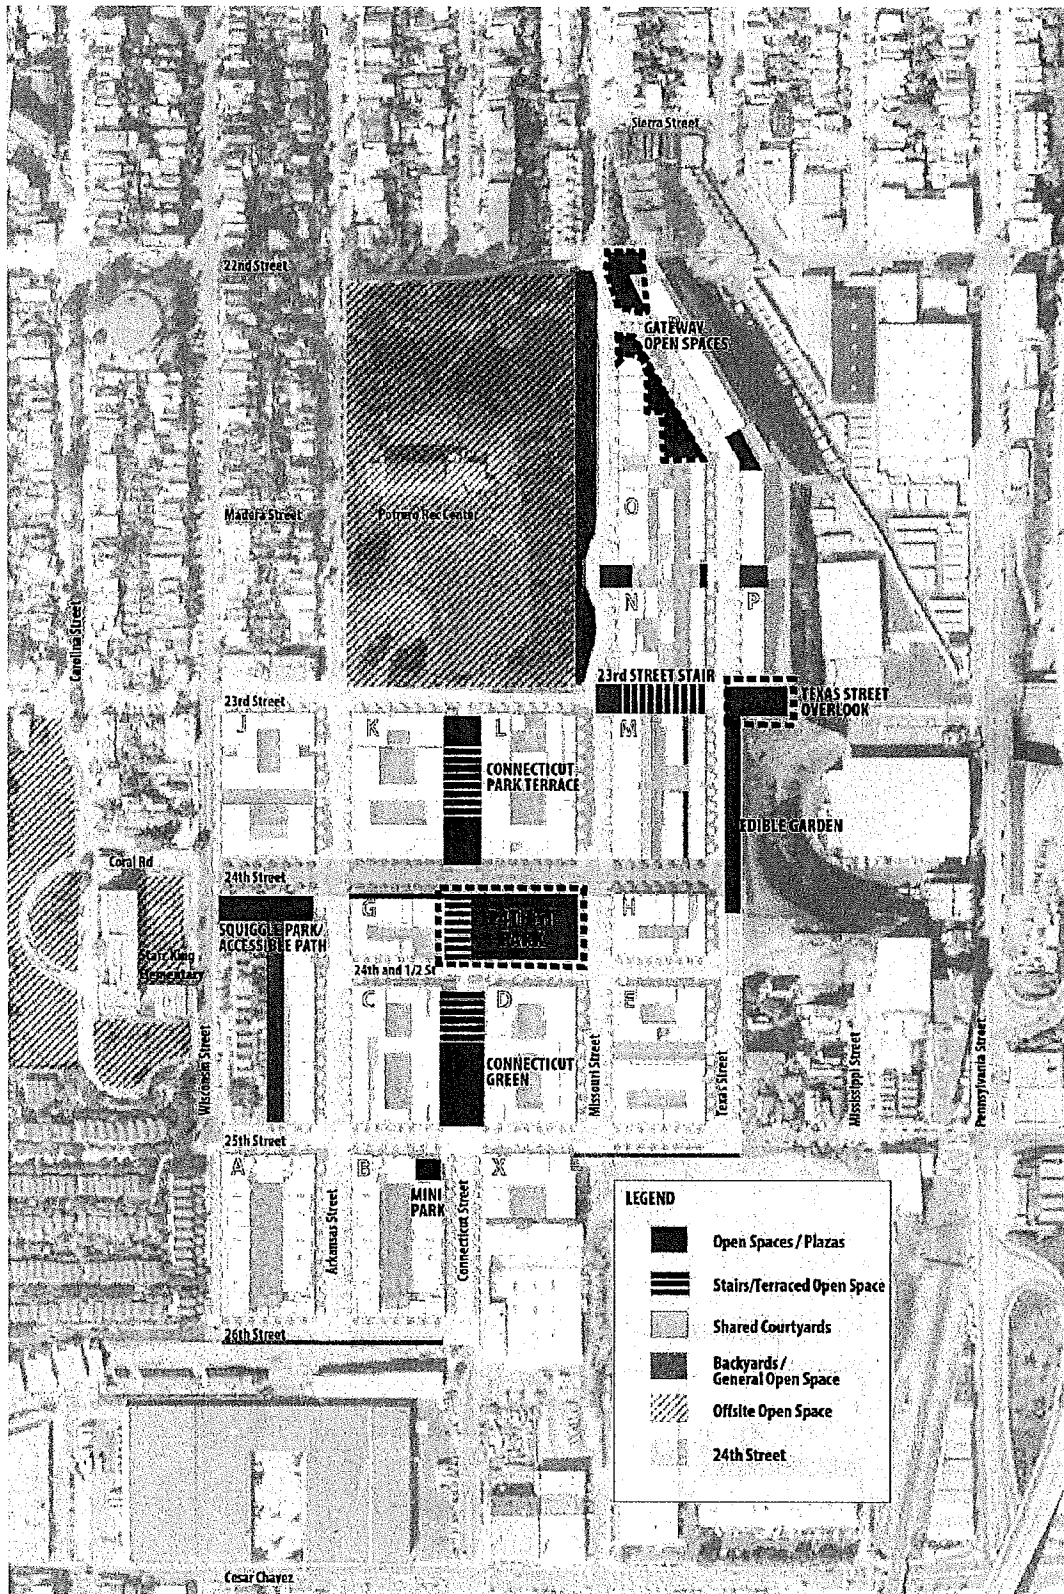 Sierra Street
22nd Street
GATEWAY
OPEN SPACES
Madera Street
Potrero Rec Center
O
N
P
Carolina Street
23rd STREET STAIR
TEXAS STREET
OVERLOOK
23rd Street
J
K
L
M
CONNECTICUT
PARK TERRACE
P
EDIBLE GARDEN
Coral Rd
24th Street
G
PARK
H
SQUIGGLE PARK/
ACCESSIBLE PATH
Starr King
Elementary
24th and 1/2 St
C
D
E
P
CONNECTICUT
GREEN
Wisconsin Street
Missouri Street
Texas Street
Mississippi Street
Pennsylvania Street
25th Street
A
B
X
MINI
PARK
Arkansas Street
Connecticut Street
26th Street
LEGEND
Open Spaces / Plazas
Stairs/Terraced Open Space
Shared Courtyards
Backyards /
General Open Space
Offsite Open Space
24th Street
Cesar Chavez